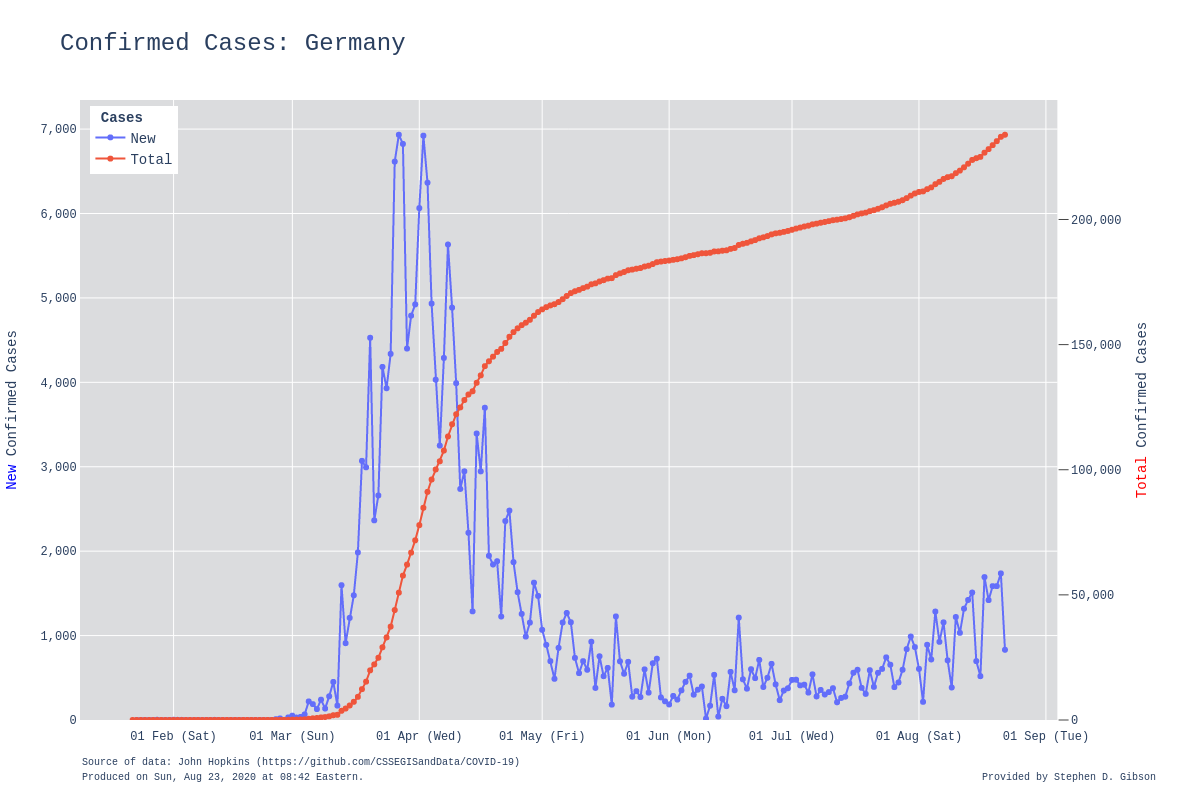 Confirmed Cases: Germany
Cases
New
Total
7,000
6,000
5,000
4,000
3,000
2,000
1,000
0
200,000
150,000
100,000
50,000
0
New Confirmed Cases
Total Confirmed Cases
01 Feb (Sat)
01 Mar (Sun)
01 Apr (Wed)
01 May (Fri)
01 Jun (Mon)
01 Jul (Wed)
01 Aug (Sat)
01 Sep (Tue)
Source of data: John Hopkins (https://github.com/CSSEGISandData/COVID-19)
Produced on Sun, Aug 23, 2020 at 08:42 Eastern.
Provided by Stephen D. Gibson